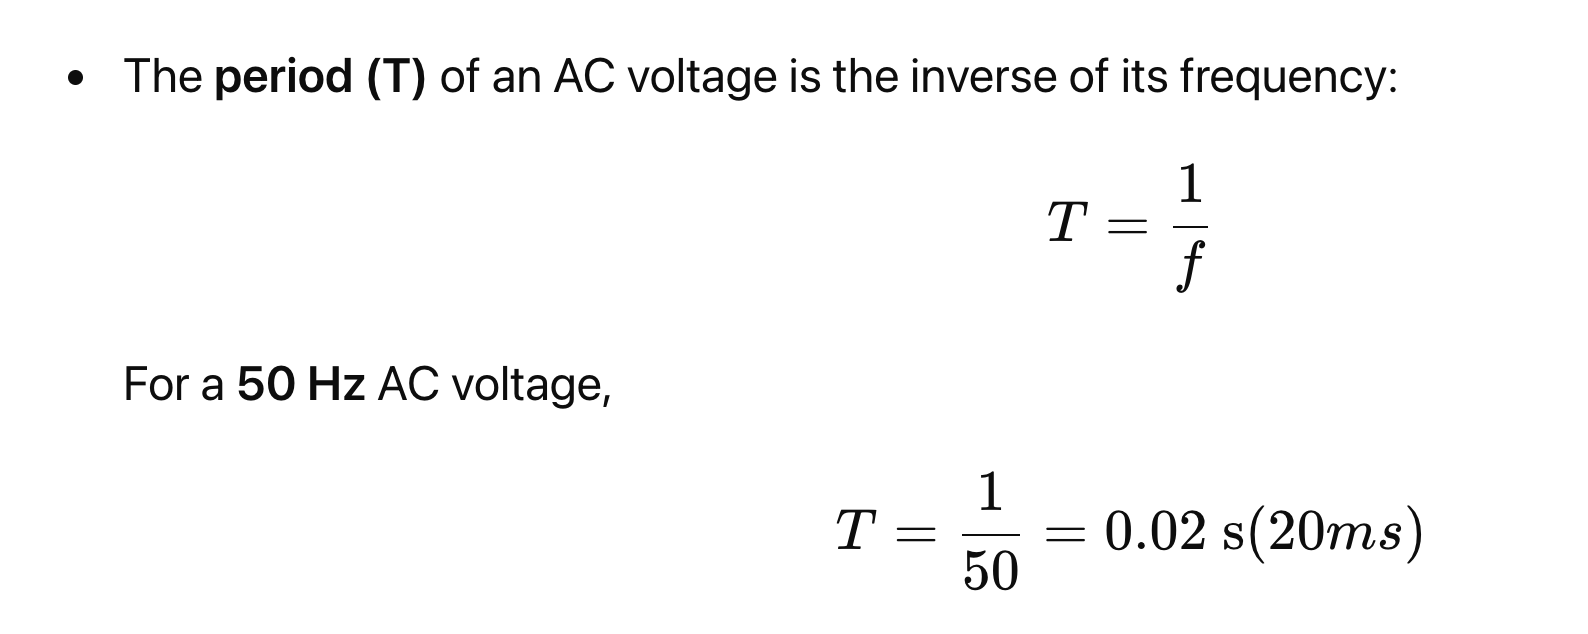 • The period (T) of an AC voltage is the inverse of its frequency:
T = 1/f
For a 50 Hz AC voltage,
T = 1/50 = 0.02 s(20ms)